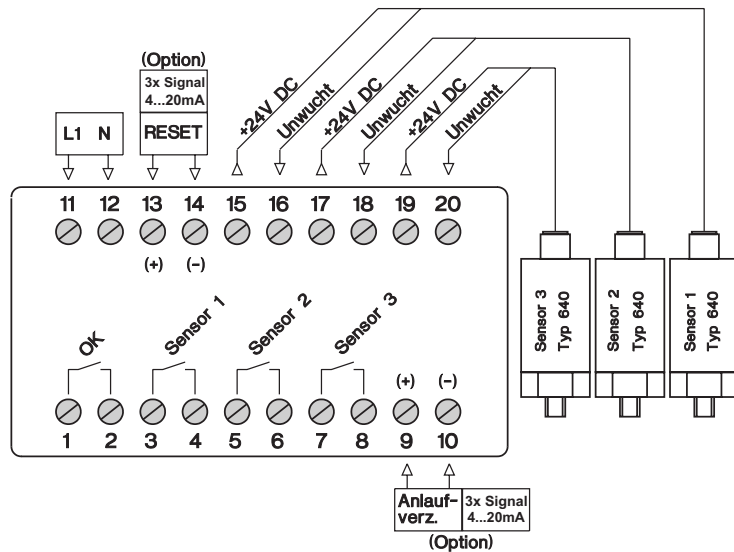 (Option)
3x Signal
4...20mA
L1 N
RESET
+24V DC
Unwucht
+24V DC
Unwucht
+24V DC
Unwucht
11 12 13 14 15 16 17 18 19 20
(+) (-)
Sensor 3
Typ 640
Sensor 2
Typ 640
Sensor 1
Typ 640
OK
Sensor 1
Sensor 2
Sensor 3
(+) (-)
1 2 3 4 5 6 7 8 9 10
Anlauf-
verz.
3x Signal
4...20mA
(Option)